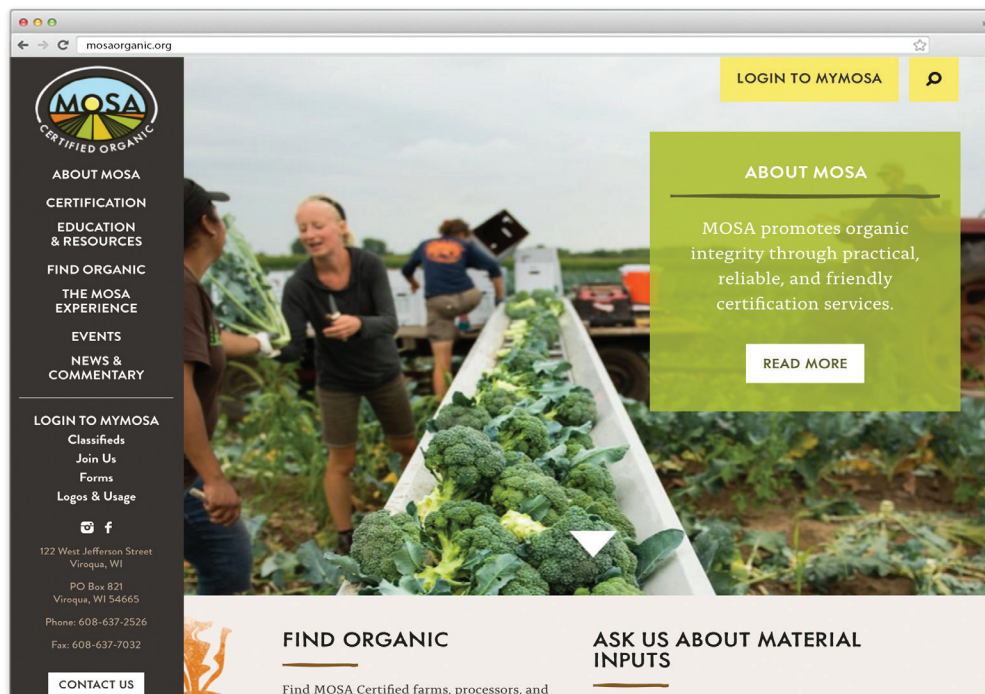 mosaorganic.org
MOSA
CERTIFIED ORGANIC
ABOUT MOSA
CERTIFICATION
EDUCATION
& RESOURCES
FIND ORGANIC
THE MOSA
EXPERIENCE
EVENTS
NEWS &
COMMENTARY
LOGIN TO MYMOSA
Classifieds
Join Us
Forms
Logos & Usage
122 West Jefferson Street
Viroqua, WI
PO Box 821
Viroqua, WI 54665
Phone: 608-637-2526
Fax: 608-637-7032
CONTACT US
LOGIN TO MYMOSA
ABOUT MOSA
MOSA promotes organic
integrity through practical,
reliable, and friendly
certification services.
READ MORE
FIND ORGANIC
Find MOSA Certified farms, processors, and
ASK US ABOUT MATERIAL
INPUTS